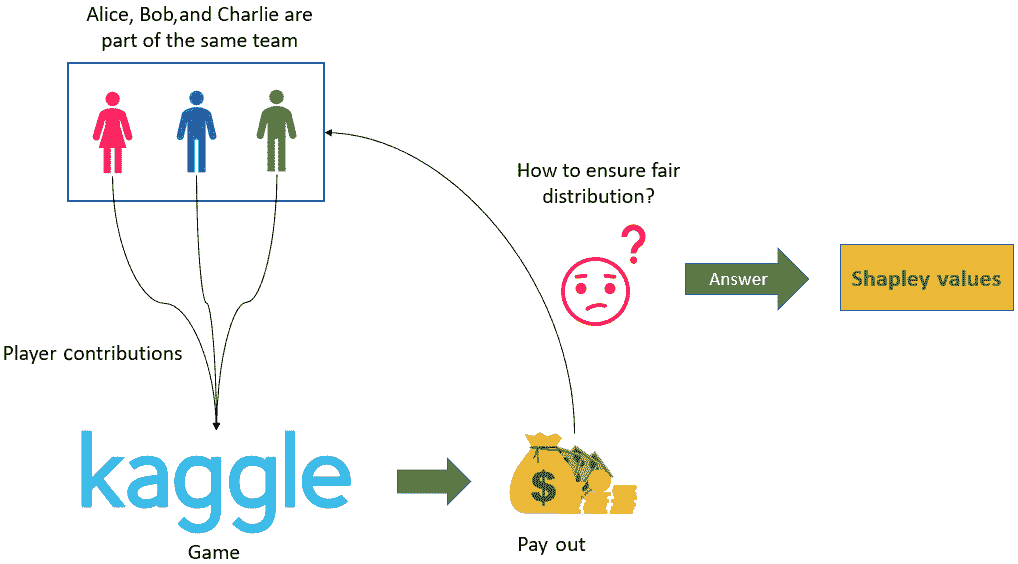 Alice, Bob,and Charlie are
part of the same team
How to ensure fair
distribution?
?
Answer
Shapley values
Player contributions
kaggle
$
Game
Pay out